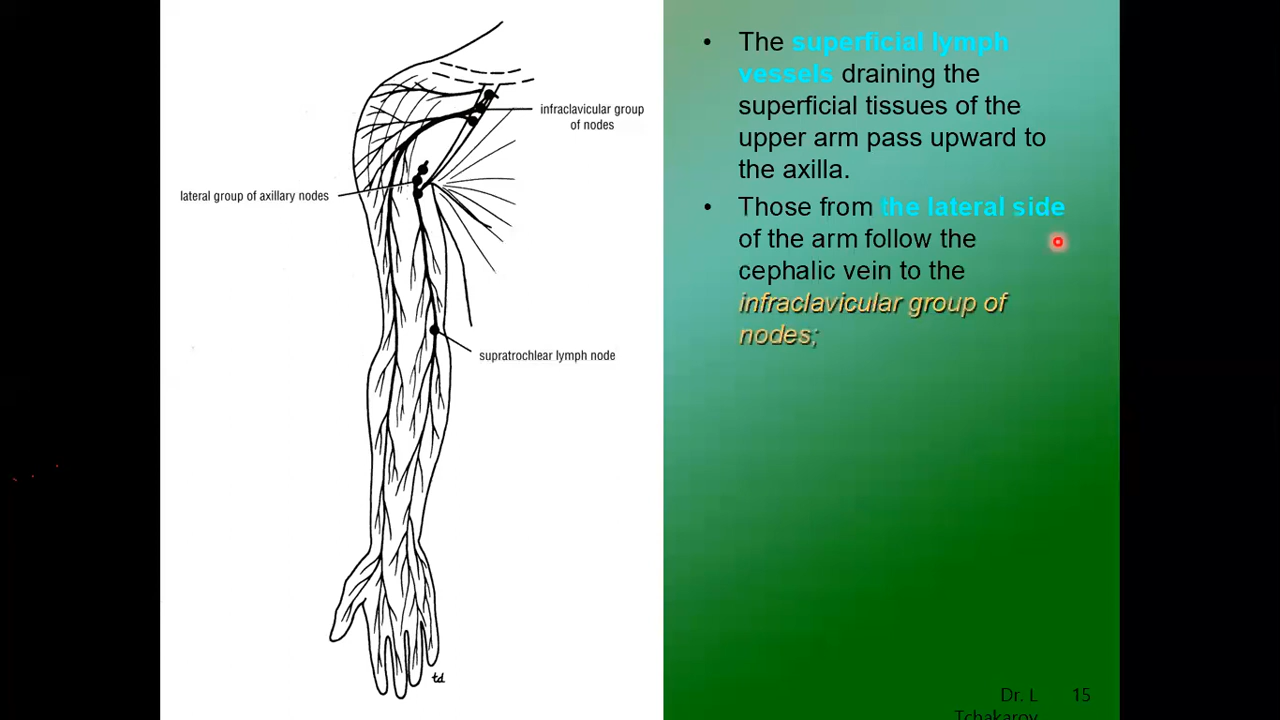 infraclavicular group
of nodes
lateral group of axillary nodes
supratrochlear lymph node
td
• The superficial lymph
vessels draining the
superficial tissues of the
upper arm pass upward to
the axilla.
• Those from the lateral side
of the arm follow the
cephalic vein to the
infraclavicular group of
nodes;
Dr. L
Tchakarov
15